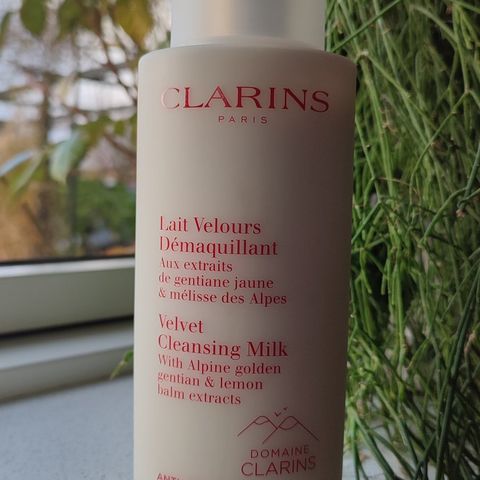 CLARINS
PARIS
Lait Velours
Démaquillant
Aux extraits
de gentiane jaune
& mélisse des Alpes
Velvet
Cleansing Milk
With Alpine golden
gentian & lemon
balm extracts
DOMAINE
CLARINS